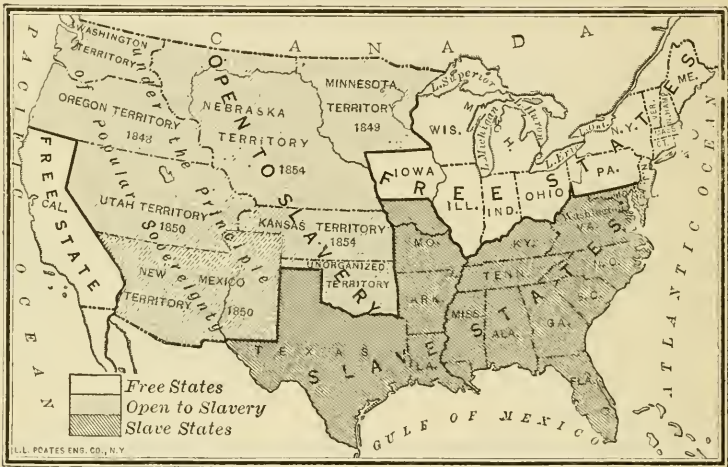 CANADA
PACIFIC OCEAN
ATLANTIC OCEAN
GULF OF MEXICO
WASHINGTON
TERRITORY
OREGON TERRITORY
1848
NEBRASKA
TERRITORY
1854
MINNESOTA
TERRITORY
1849
UTAH TERRITORY
1850
KANSAS TERRITORY
1854
UNORGANIZED
TERRITORY
NEW MEXICO
TERRITORY
1850
OPEN TO SLAVERY
under the principle
of popular Sovereignty
FREE STATE
CAL.
FREE STATES
SLAVE STATES
L. Superior
L. Michigan
L. Huron
L. Erie
L. Ont.
WIS.
MICH.
IOWA
ILL.
IND.
OHIO
PA.
N.Y.
VER.
ME.
CT.
MO.
KY.
VA.
Washington
TENN.
N.C.
S.C.
ARK.
MISS.
ALA.
GA.
LA.
FLA.
TEXAS
Free States
Open to Slavery
Slave States
L.L. POATES ENG. CO., N.Y.